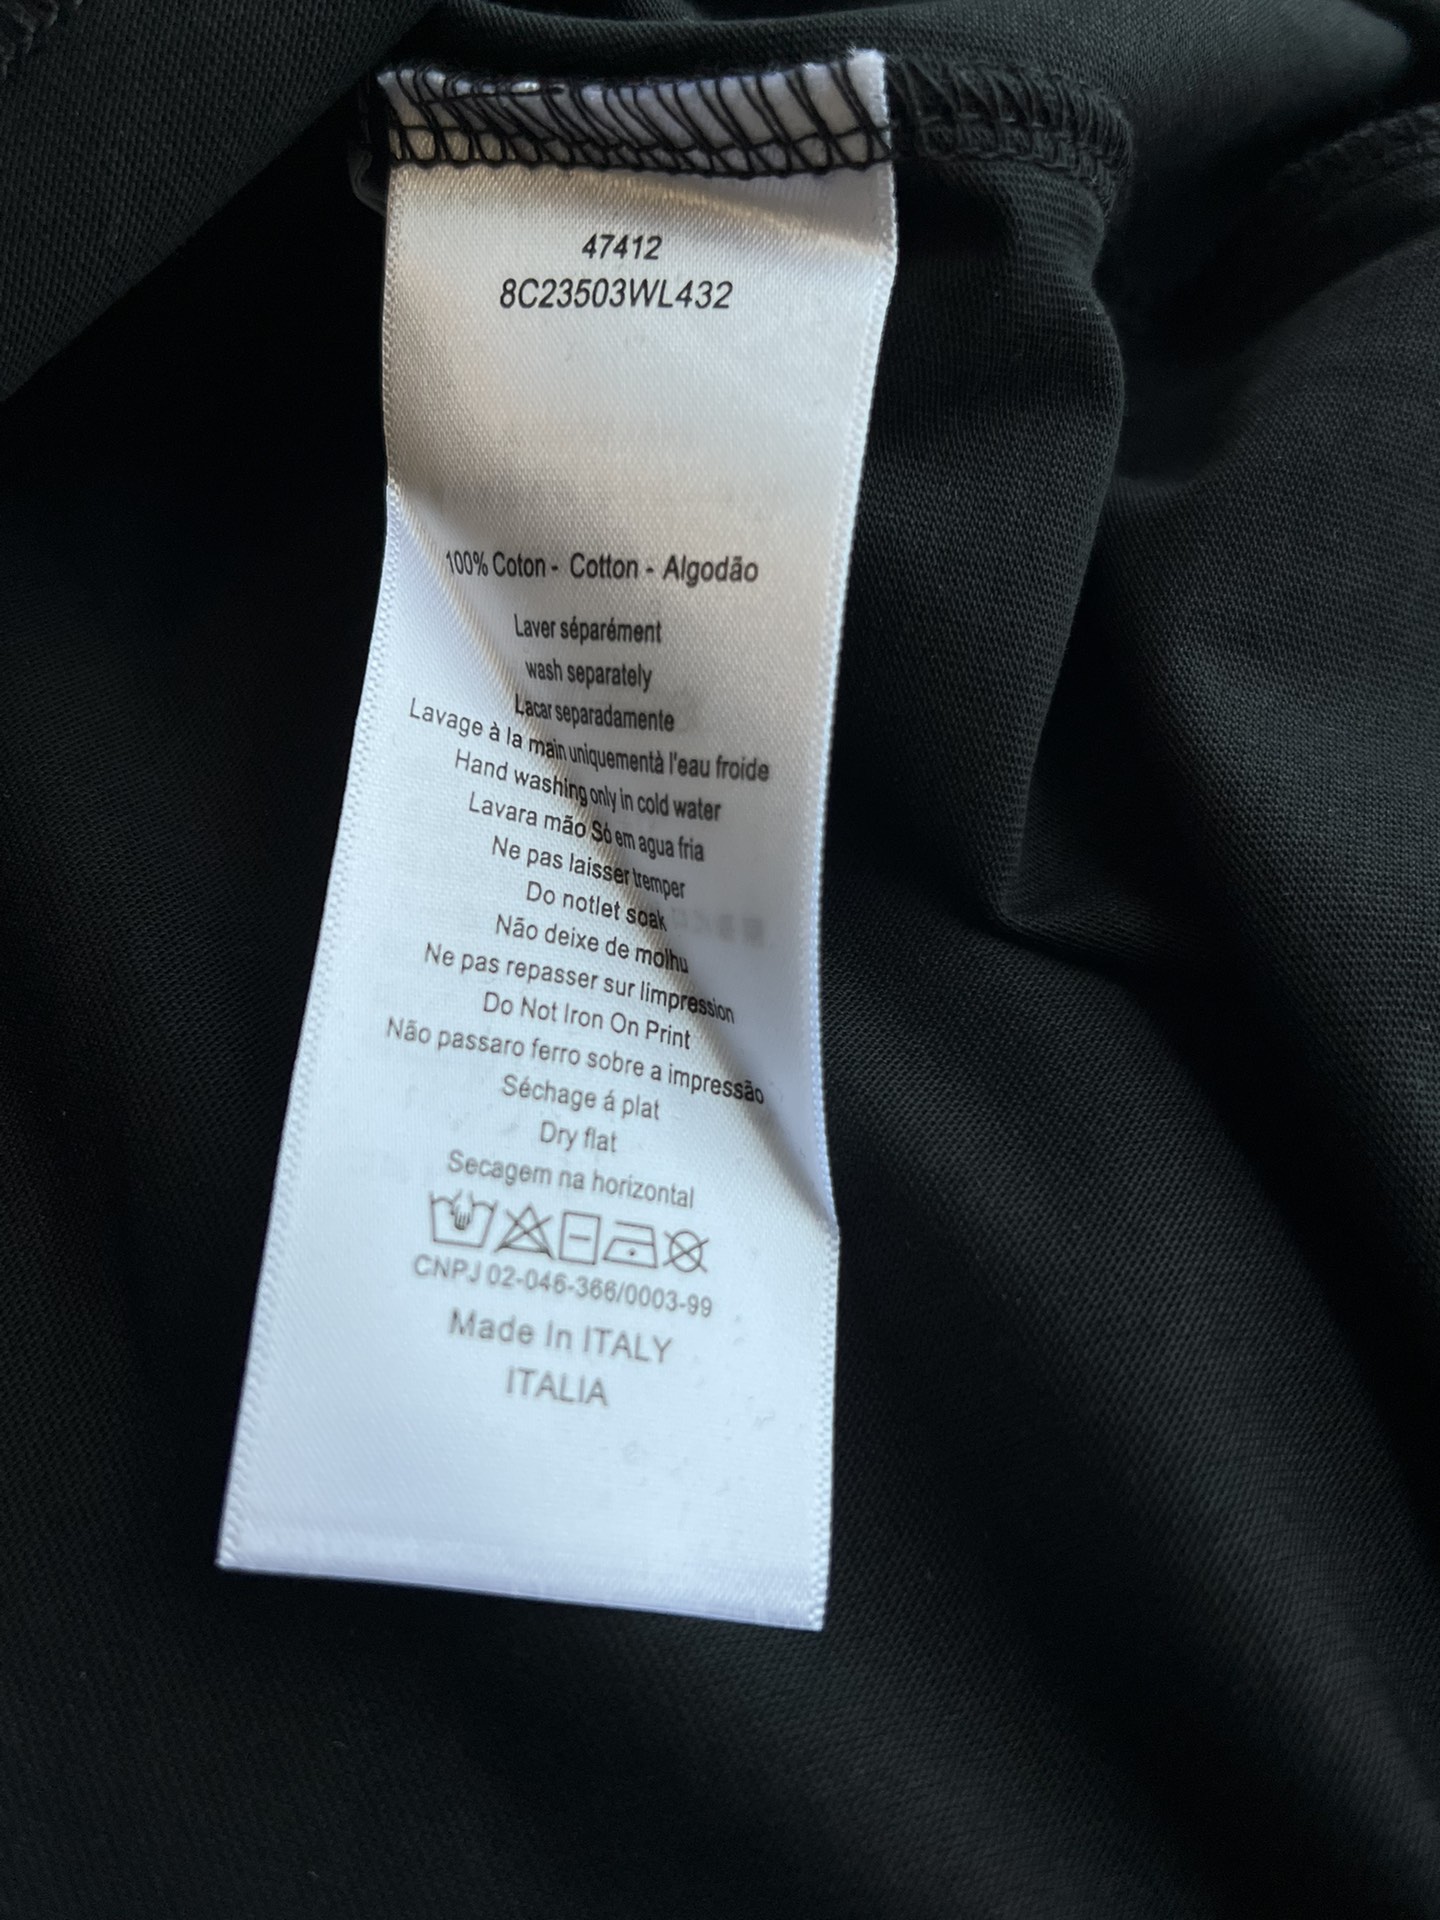 47412
8C23503WL432
100% Coton - Cotton - Algodão
Laver séparément
wash separately
Lacar separadamente
Lavage à la main uniquementà l'eau froide
Hand washing only in cold water
Lavara mão Só em agua fria
Ne pas laisser tremper
Do notlet soak
Não deixe de molhu
Ne pas repasser sur limpression
Do Not Iron On Print
Não passaro ferro sobre a impressão
Séchage á plat
Dry flat
Secagem na horizontal
CNPJ 02-046-366/0003-99
Made In ITALY
ITALIA